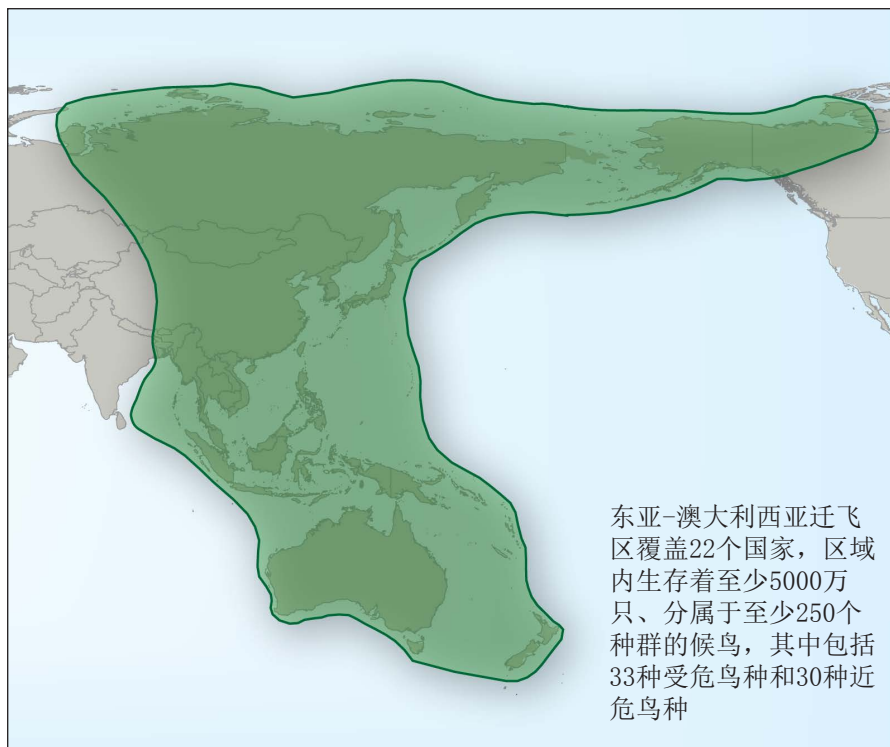 东亚-澳大利西亚迁飞
区覆盖22个国家，区域
内生存着至少5000万
只、分属于至少250个
种群的候鸟，其中包括
33种受危鸟种和30种近
危鸟种